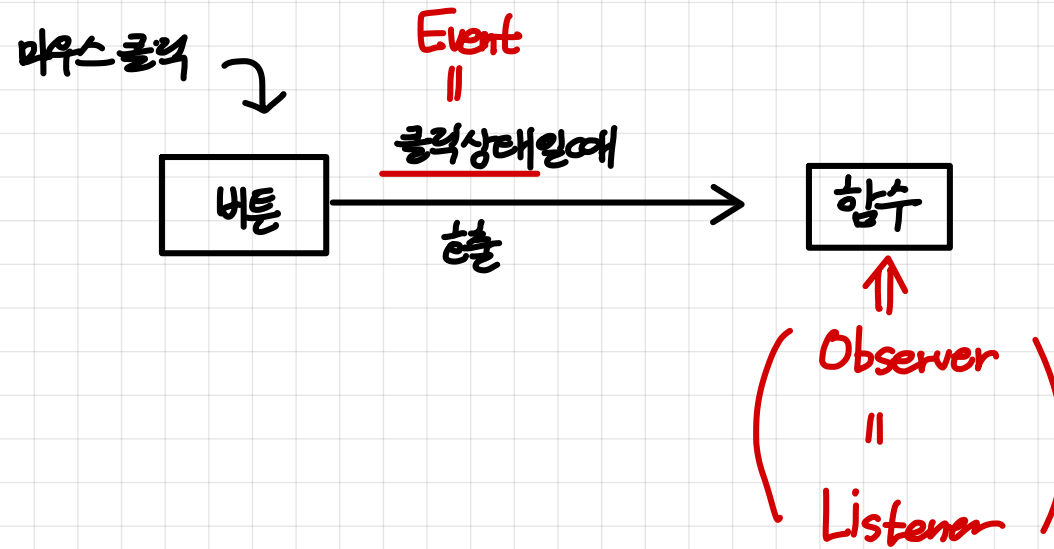 Event
마우스 클릭
=
클릭상태일때
버튼
함수
호출
Observer
=
Listener